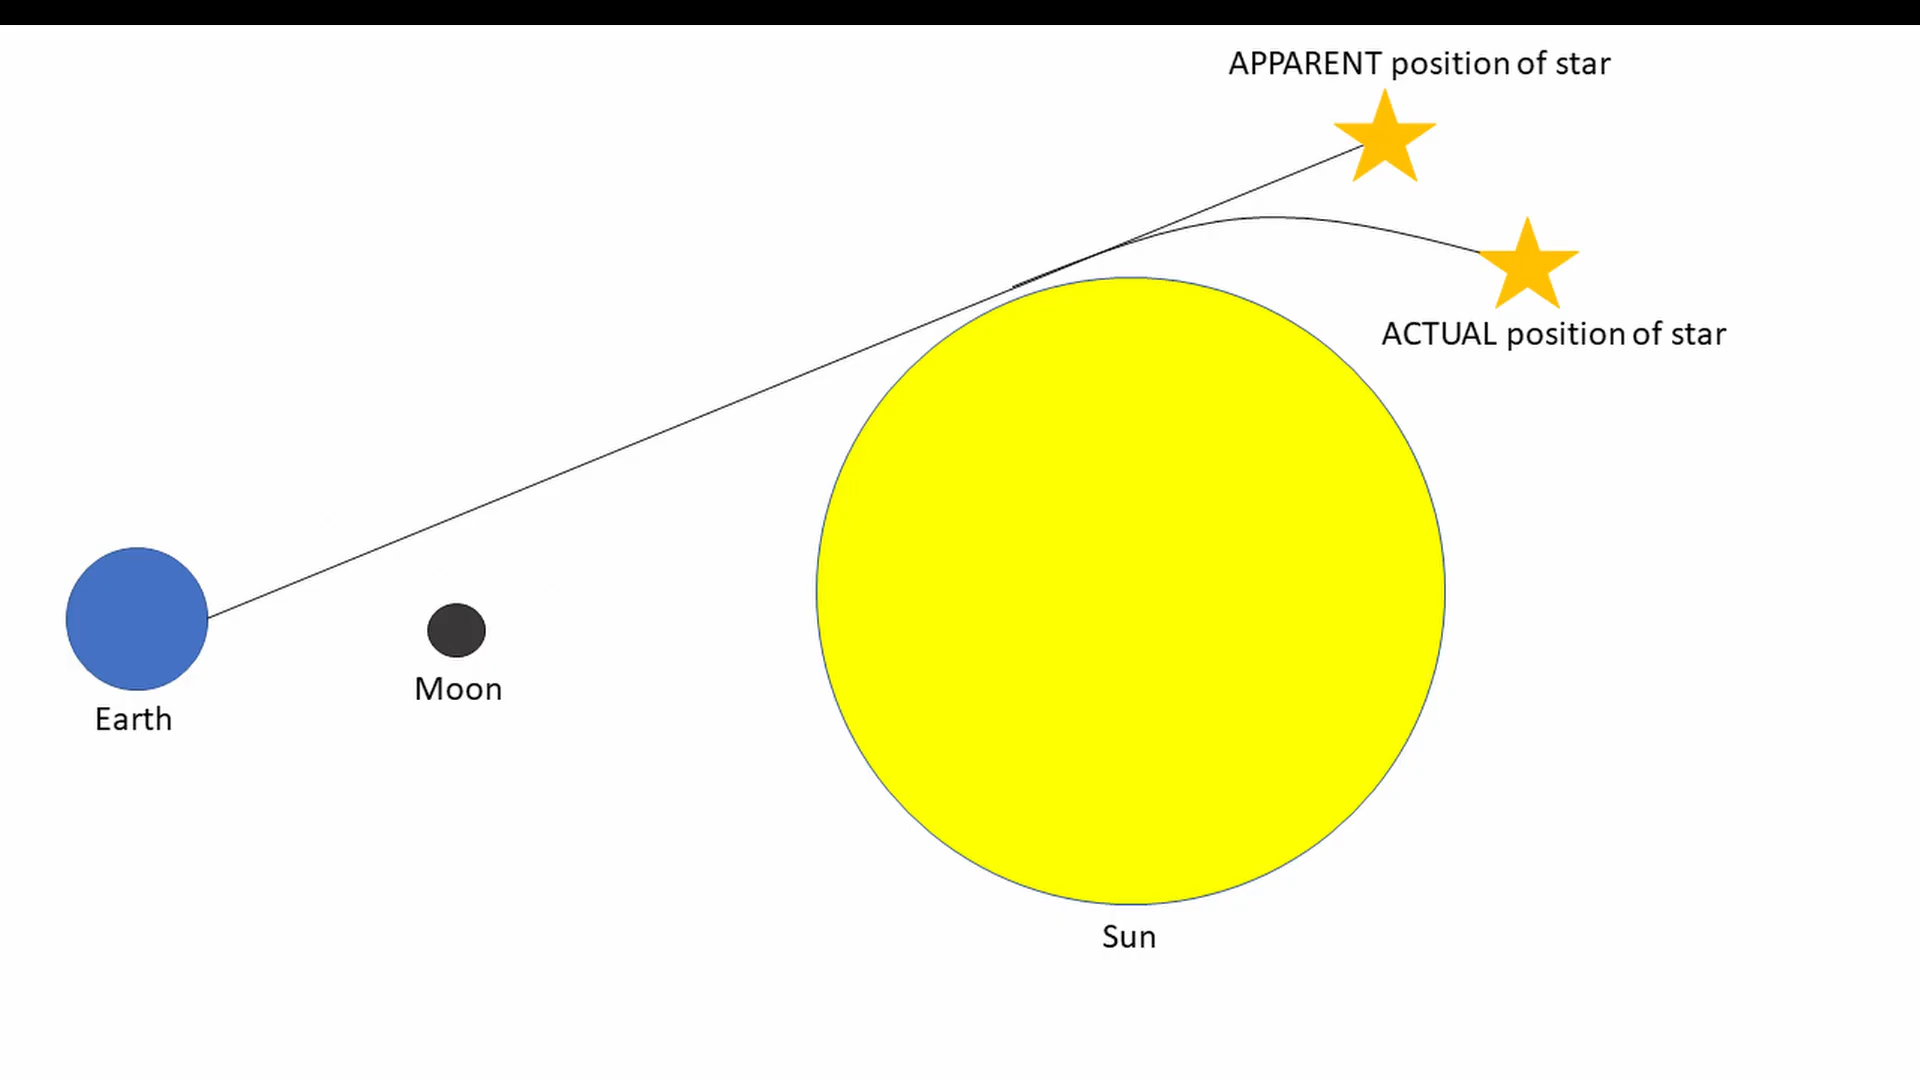 APPARENT position of star
ACTUAL position of star
Moon
Earth
Sun